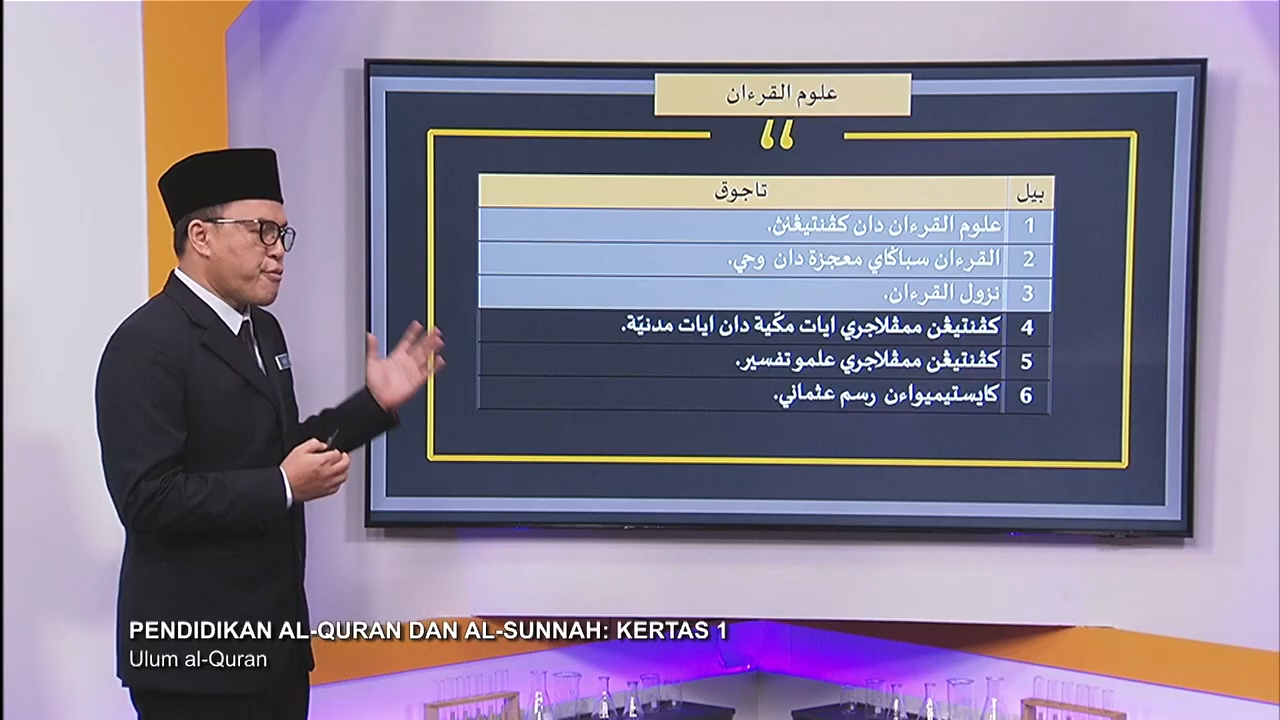 علوم القرءان
بيل تاجوق
1 علوم القرءان دان كڤنتيڠنڽ.
2 القرءان سباݢاي معجزة دان وحي.
3 نزول القرءان.
4 كڤنتيڠن ممڤلاجري ايات مكّية دان ايات مدنيّة.
5 كڤنتيڠن ممڤلاجري علمو تفسير.
6 كايستيميواءن رسم عثماني.
PENDIDIKAN AL-QURAN DAN AL-SUNNAH: KERTAS 1
Ulum al-Quran